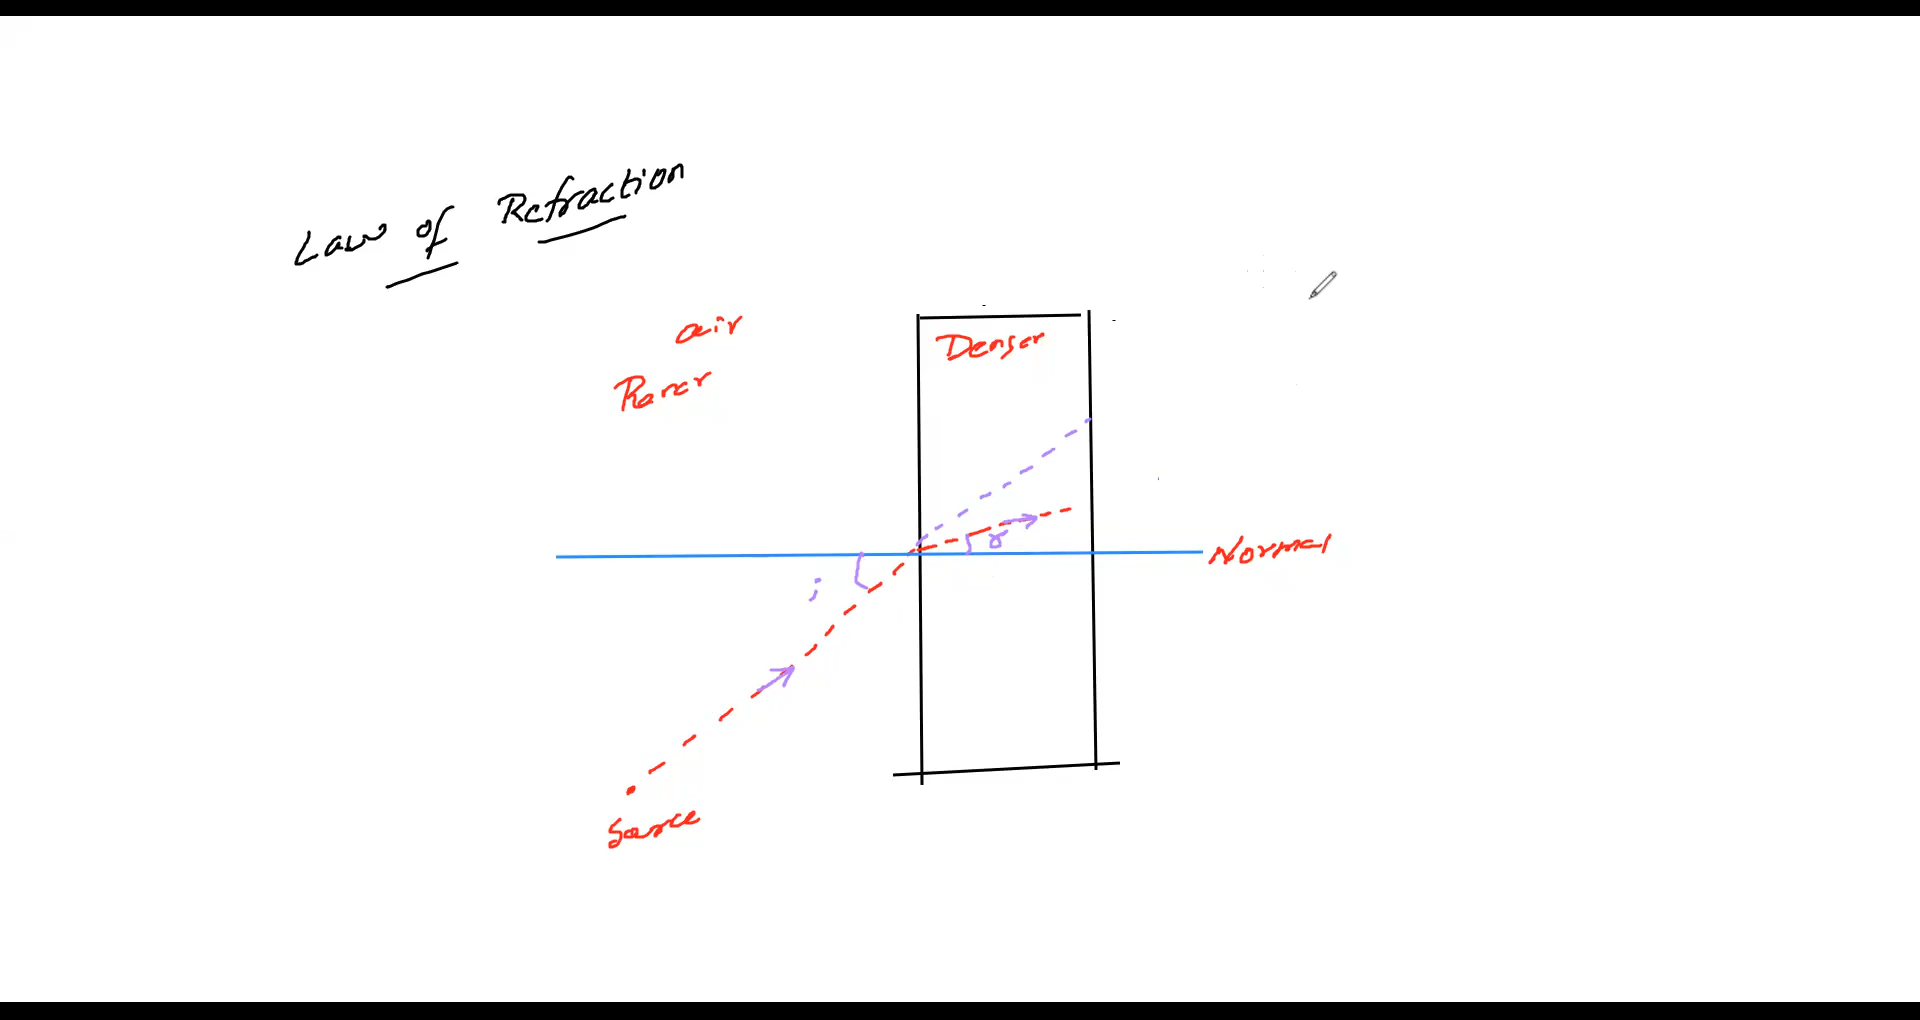 Law of Refraction
air
Denser
Rarer
r
Normal
i
Source